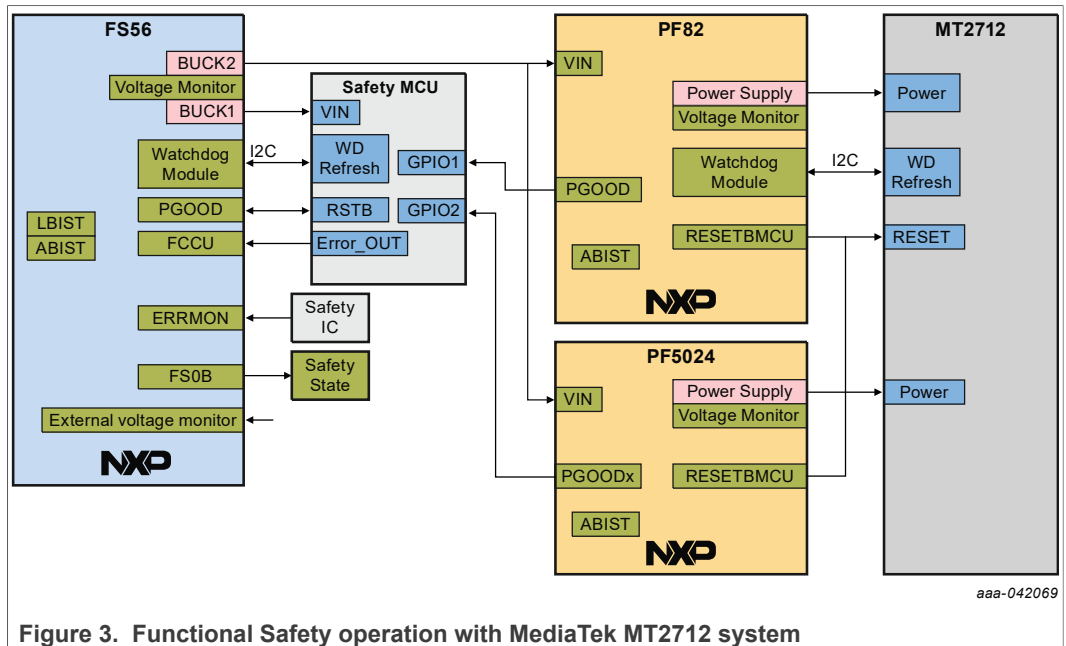 FS56
BUCK2
Voltage Monitor
BUCK1
Watchdog
Module
I2C
PGOOD
LBIST
ABIST
FCCU
ERRMON
FS0B
External voltage monitor
NXP
Safety MCU
VIN
WD
Refresh
GPIO1
RSTB
GPIO2
Error_OUT
Safety
IC
Safety
State
PF82
VIN
Power Supply
Voltage Monitor
Watchdog
Module
I2C
PGOOD
RESETBMCU
ABIST
NXP
PF5024
VIN
Power Supply
Voltage Monitor
PGOODx
RESETBMCU
ABIST
NXP
MT2712
Power
WD
Refresh
RESET
Power
aaa-042069
Figure 3. Functional Safety operation with MediaTek MT2712 system